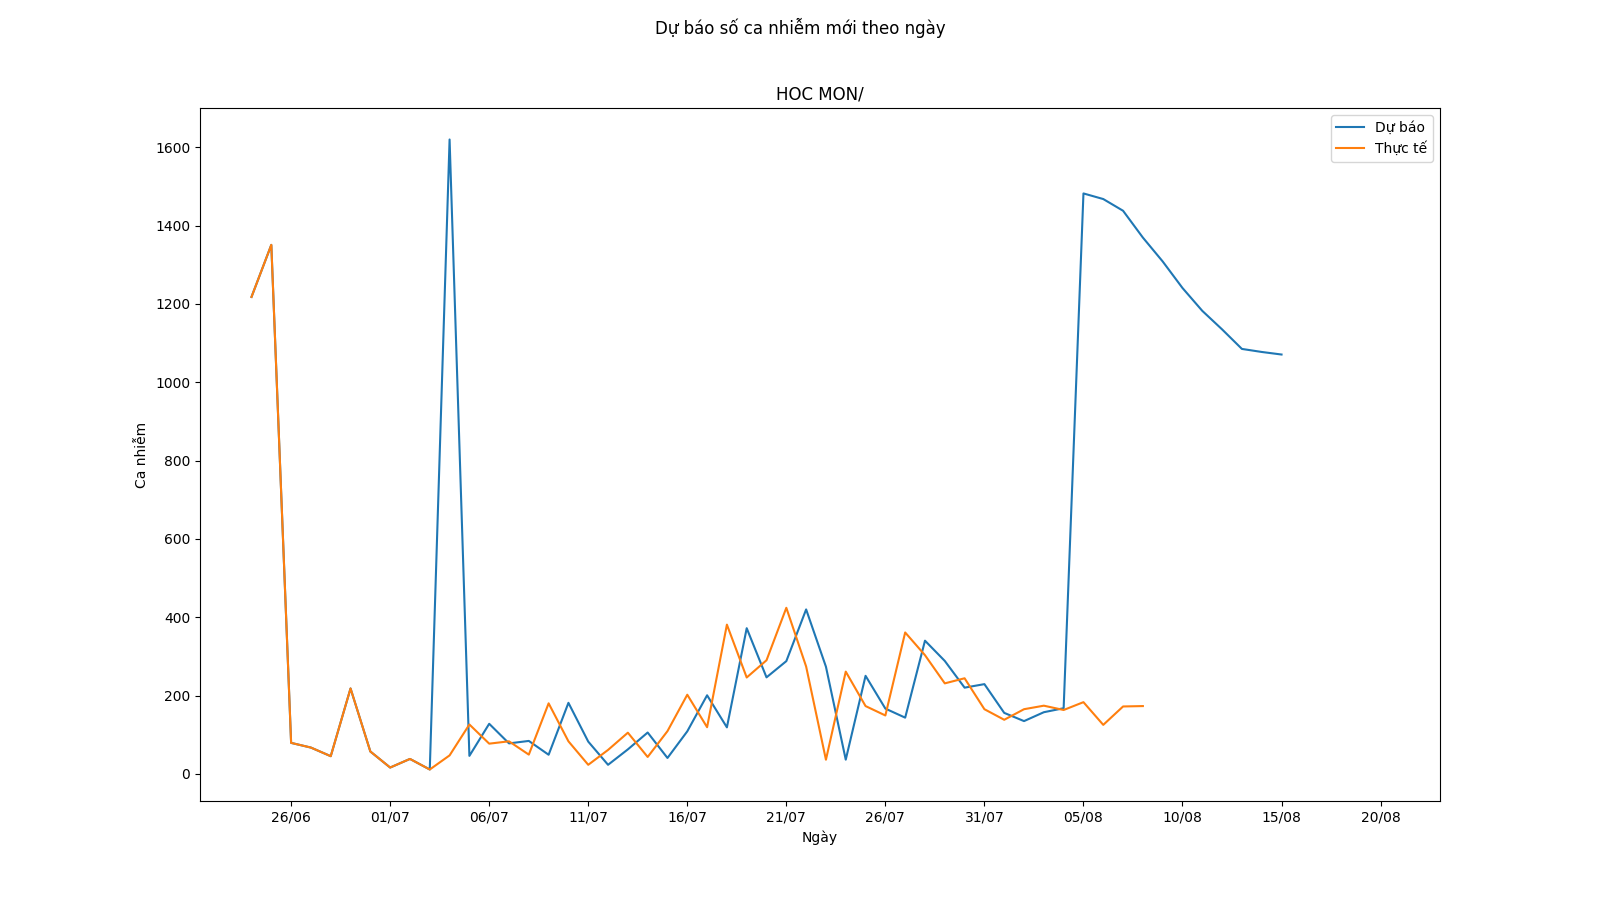 Dự báo số ca nhiễm mới theo ngày
HOC MON/
Dự báo
Thực tế
1600
1400
1200
1000
800
600
400
200
0
Ca nhiễm
26/06 01/07 06/07 11/07 16/07 21/07 26/07 31/07 05/08 10/08 15/08 20/08
Ngày